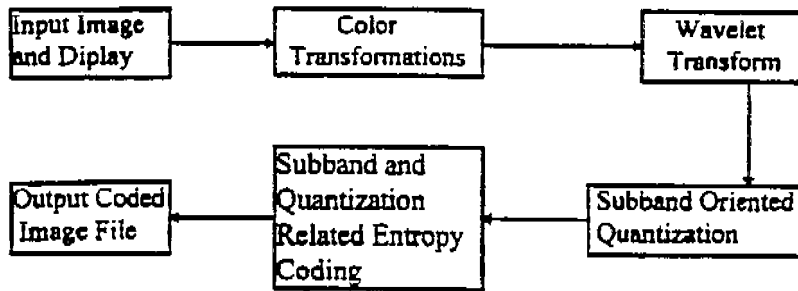 Input Image
and Diplay
Color
Transformations
Wavelet
Transform
Subband Oriented
Quantization
Subband and
Quantization
Related Entropy
Coding
Output Coded
Image File